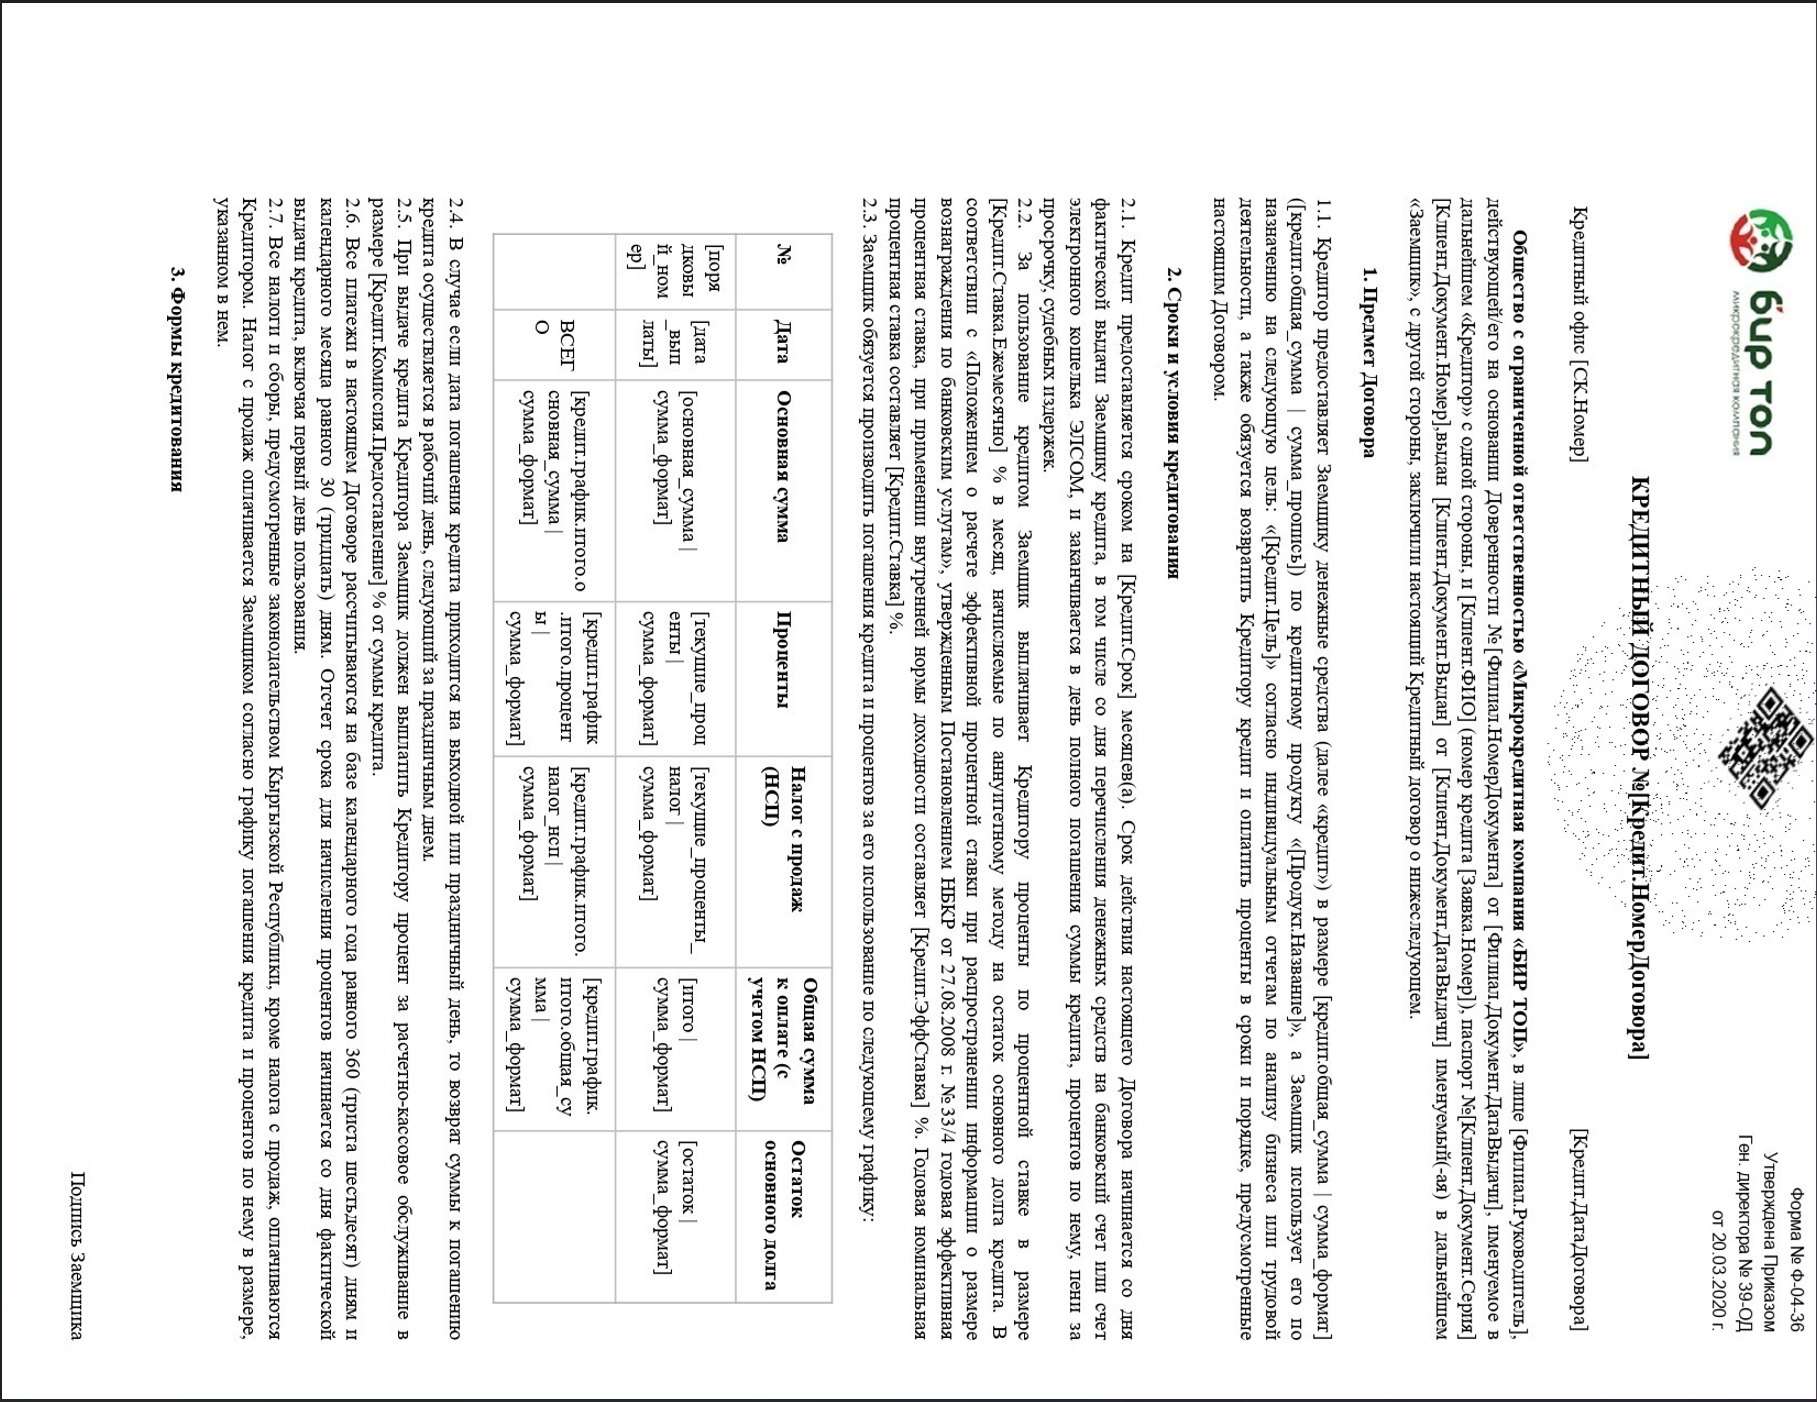 бир топ
микрокредитная компания
Форма № Ф-04-36
Утверждена Приказом
Ген. директора № 39-ОД
от 20.03.2020 г.
КРЕДИТНЫЙ ДОГОВОР №[Кредит.НомерДоговора]
Кредитный офис [СК.Номер] [Кредит.ДатаДоговора]
Общество с ограниченной ответственностью «Микрокредитная компания «БИР ТОП», в лице [Филиал.Руководитель],
действующей/его на основании Доверенности №[Филиал.НомерДокумента] от [Филиал.Документ.ДатаВыдачи], именуемое в
дальнейшем «Кредитор» с одной стороны, и [Клиент.ФИО] (номер кредита [Заявка.Номер]), паспорт №[Клиент.Документ.Серия]
[Клиент.Документ.Номер],выдан [Клиент.Документ.Выдан] от [Клиент.Документ.ДатаВыдачи] именуемый(-ая) в дальнейшем
«Заемщик», с другой стороны, заключили настоящий Кредитный договор о нижеследующем.
1. Предмет Договора
1.1. Кредитор предоставляет Заемщику денежные средства (далее «кредит») в размере [кредит.общая_сумма | сумма_формат]
([кредит.общая_сумма | сумма_пропись]) по кредитному продукту «[Продукт.Название]», а Заемщик использует его по
назначению на следующую цель: «[Кредит.Цель]» согласно индивидуальным отчетам по анализу бизнеса или трудовой
деятельности, а также обязуется возвратить Кредитору кредит и оплатить проценты в сроки и порядке, предусмотренные
настоящим Договором.
2. Сроки и условия кредитования
2.1. Кредит предоставляется сроком на [Кредит.Срок] месяцев(а). Срок действия настоящего Договора начинается со дня
фактической выдачи Заемщику кредита, в том числе со дня перечисления денежных средств на банковский счет или счет
электронного кошелька ЭЛСОМ, и заканчивается в день полного погашения суммы кредита, процентов по нему, пени за
просрочку, судебных издержек.
2.2. За пользование кредитом Заемщик выплачивает Кредитору проценты по процентной ставке в размере
[Кредит.Ставка.Ежемесячно] % в месяц, начисляемые по аннуитетному методу на остаток основного долга кредита. В
соответствии с «Положением о расчете эффективной процентной ставки при распространении информации о размере
вознаграждения по банковским услугам», утвержденным Постановлением НБКР от 27.08.2008 г. №33/4 годовая эффективная
процентная ставка, при применении внутренней нормы доходности составляет [Кредит.ЭффСтавка] %. Годовая номинальная
процентная ставка составляет [Кредит.Ставка] %.
2.3. Заемщик обязуется производить погашения кредита и процентов за его использование по следующему графику:
№ Дата Основная сумма Проценты Налог с продаж Общая сумма Остаток
(НСП) к оплате (с основного долга
учетом НСП)
[поря [дата [основная_сумма | [текущие_проц [текущие_проценты_ [итого | [остаток |
дковы _вып сумма_формат] енты | налог | сумма_формат] сумма_формат]
й_ном латы] сумма_формат] сумма_формат]
ер]
ВСЕГ [кредит.график.итого.о [кредит.график [кредит.график.итого. [кредит.график.
О сновная_сумма | .итого.процент налог_нсп | итого.общая_су
сумма_формат] ы | сумма_формат] мма |
сумма_формат] сумма_формат]
2.4. В случае если дата погашения кредита приходится на выходной или праздничный день, то возврат суммы к погашению
кредита осуществляется в рабочий день, следующий за праздничным днем.
2.5. При выдаче кредита Кредитора Заемщик должен выплатить Кредитору процент за расчетно-кассовое обслуживание в
размере [Кредит.Комиссия.Предоставление] % от суммы кредита.
2.6. Все платежи в настоящем Договоре рассчитываются на базе календарного года равного 360 (триста шестьдесят) дням и
календарного месяца равного 30 (тридцать) дням. Отсчет срока для начисления процентов начинается со дня фактической
выдачи кредита, включая первый день пользования.
2.7. Все налоги и сборы, предусмотренные законодательством Кыргызской Республики, кроме налога с продаж, оплачиваются
Кредитором. Налог с продаж оплачивается Заемщиком согласно графику погашения кредита и процентов по нему в размере,
указанном в нем.
3. Формы кредитования
Подпись Заемщика